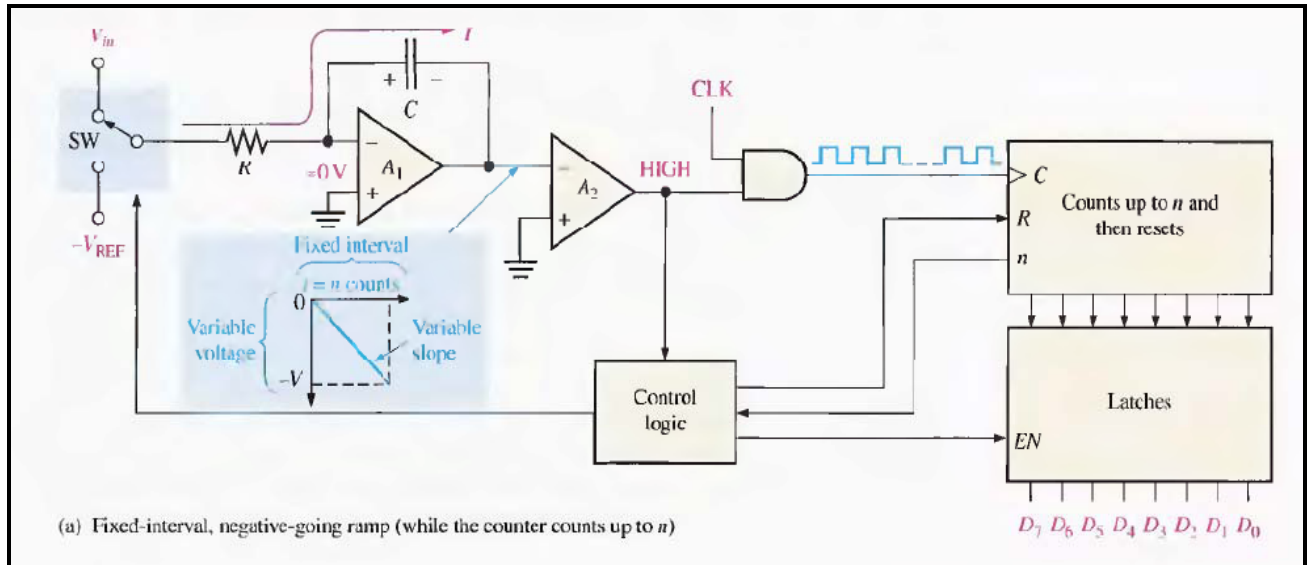 V_in
I
+ −
C
CLK
SW
R
≈0 V
−
A_1
+
−
A_2
+
HIGH
C
R
n
Counts up to n and
then resets
−V_REF
Fixed interval
t = n counts
0
Variable
voltage
Variable
slope
−V
Control
logic
Latches
EN
(a) Fixed-interval, negative-going ramp (while the counter counts up to n)
D_7 D_6 D_5 D_4 D_3 D_2 D_1 D_0